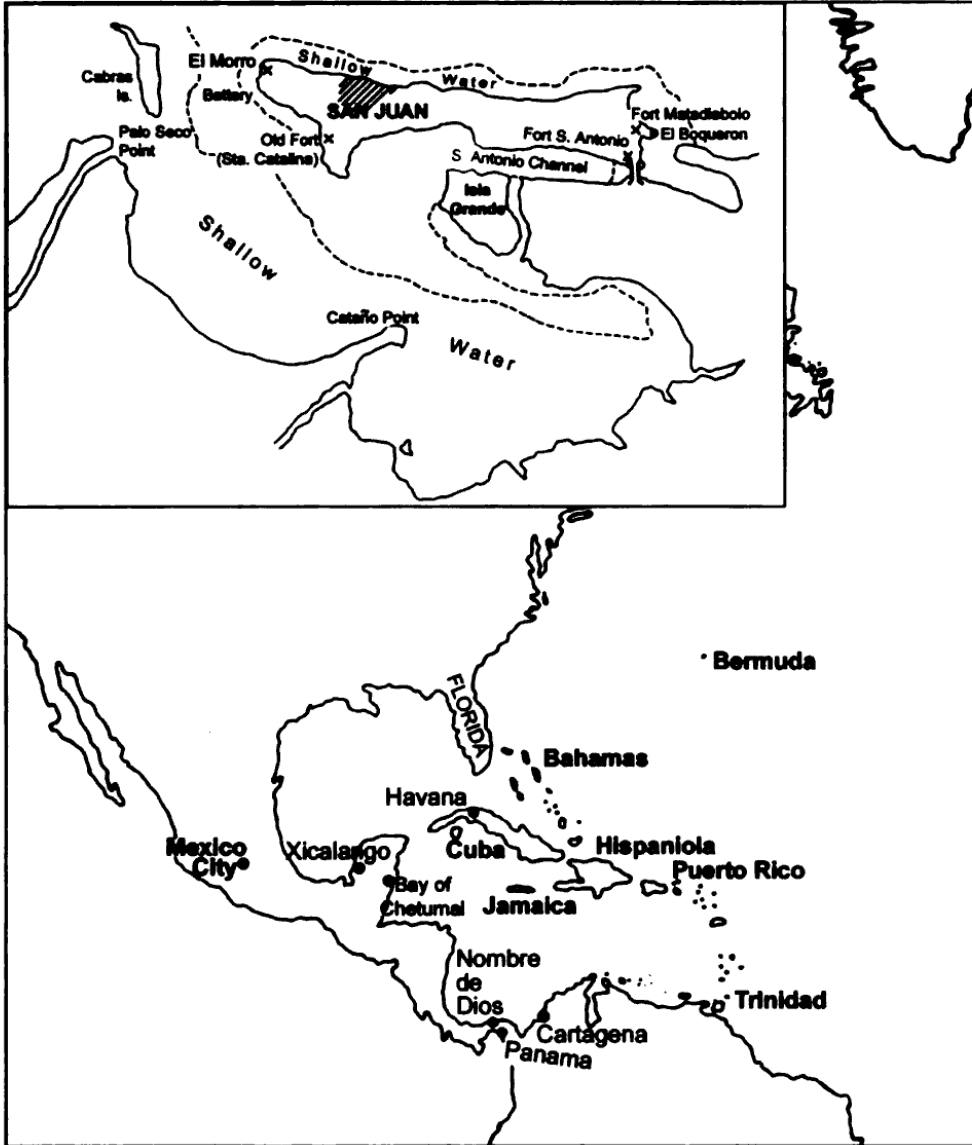 El Morro
Shallow
Water
Cabras
Is.
Battery
SAN JUAN
Fort Matadiablo
El Boqueron
Palo Seco
Point
Old Fort
(Sta. Catalina)
Fort S. Antonio
S. Antonio Channel
Isla
Grande
Shallow
Cataño Point
Water
Bermuda
FLORIDA
Bahamas
Havana
Cuba
Hispaniola
Mexico
City
Xicalango
Puerto Rico
Bay of
Chetumal
Jamaica
Nombre
de
Dios
Trinidad
Cartagena
Panama